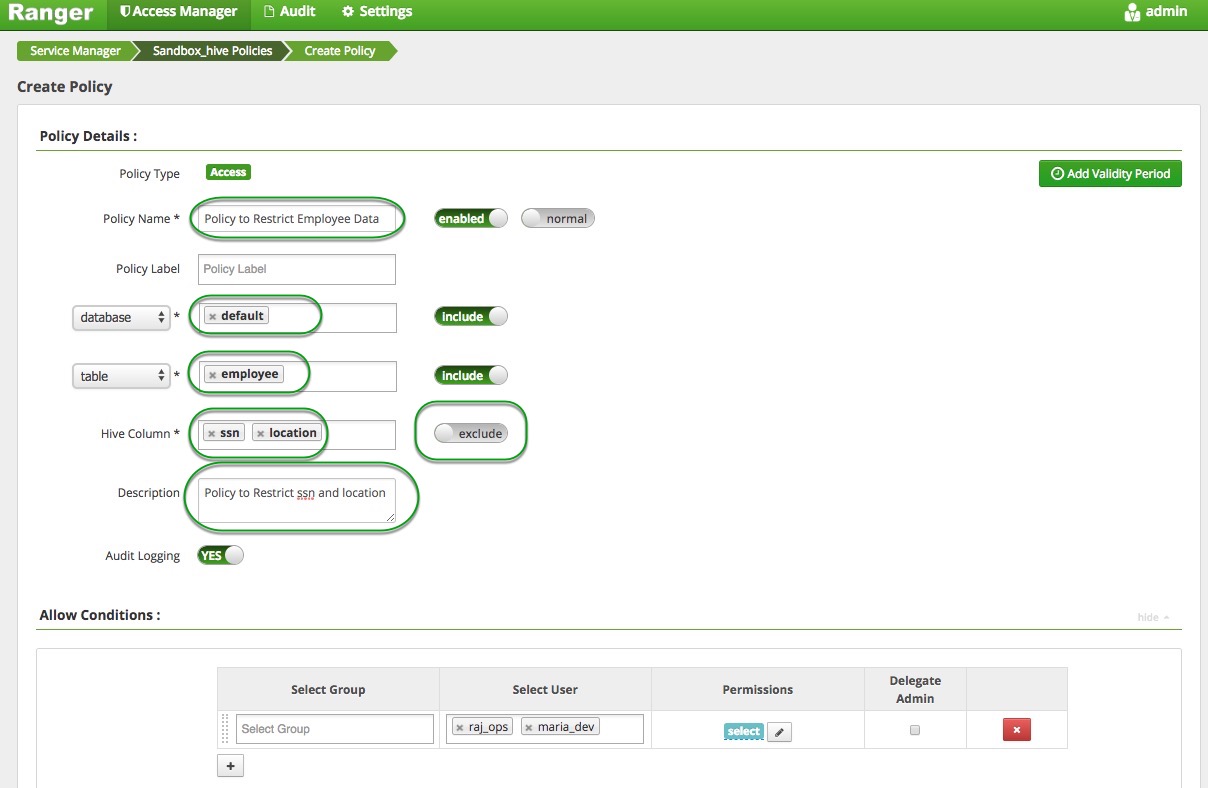 Ranger Access Manager Audit Settings admin
Service Manager Sandbox_hive Policies Create Policy
Create Policy
Policy Details :
Policy Type Access Add Validity Period
Policy Name * Policy to Restrict Employee Data enabled normal
Policy Label Policy Label
database * × default include
table * × employee include
Hive Column * × ssn × location exclude
Description Policy to Restrict ssn and location
Audit Logging YES
Allow Conditions :
hide
Select Group Select User Permissions Delegate
Admin
Select Group × raj_ops × maria_dev select ×
+